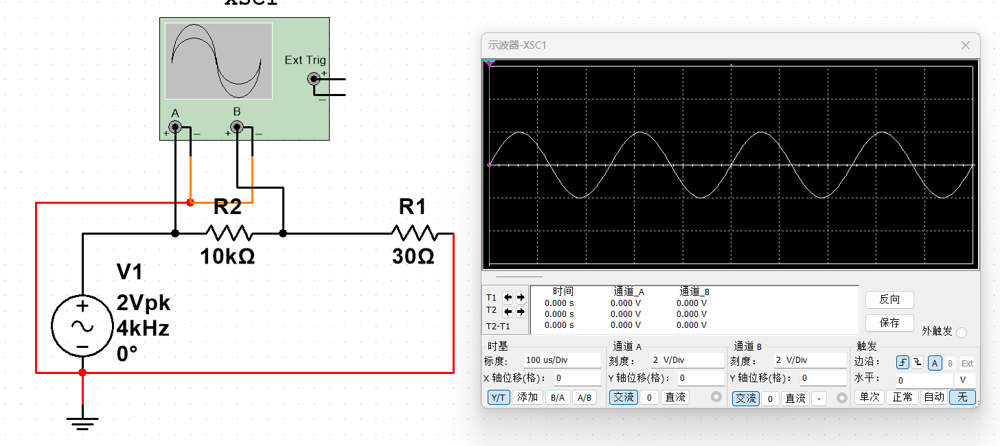 XSC1
Ext Trig
+
−
A
B
+ −
+ −
R2
10kΩ
R1
30Ω
V1
2Vpk
4kHz
0°
+
−
示波器-XSC1
时间 通道_A 通道_B
T1 0.000 s 0.000 V 0.000 V
T2 0.000 s 0.000 V 0.000 V
T2-T1 0.000 s 0.000 V 0.000 V
反向
保存
外触发
时基
标度: 100 us/Div
X 轴位移(格): 0
Y/T 添加 B/A A/B
通道 A
刻度: 2 V/Div
Y 轴位移(格): 0
交流 0 直流
通道 B
刻度: 2 V/Div
Y 轴位移(格): 0
交流 0 直流 -
触发
边沿: A B Ext
水平: 0 V
单次 正常 自动 无